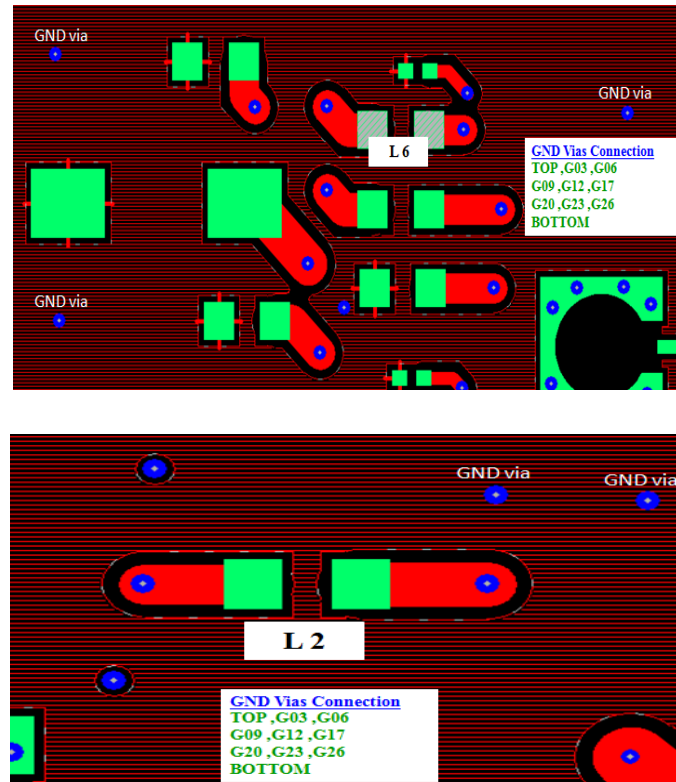 GND via
GND via
L 6
GND Vias Connection
TOP ,G03 ,G06
G09 ,G12 ,G17
G20 ,G23 ,G26
BOTTOM
GND via
GND via
GND via
L 2
GND Vias Connection
TOP ,G03 ,G06
G09 ,G12 ,G17
G20 ,G23 ,G26
BOTTOM